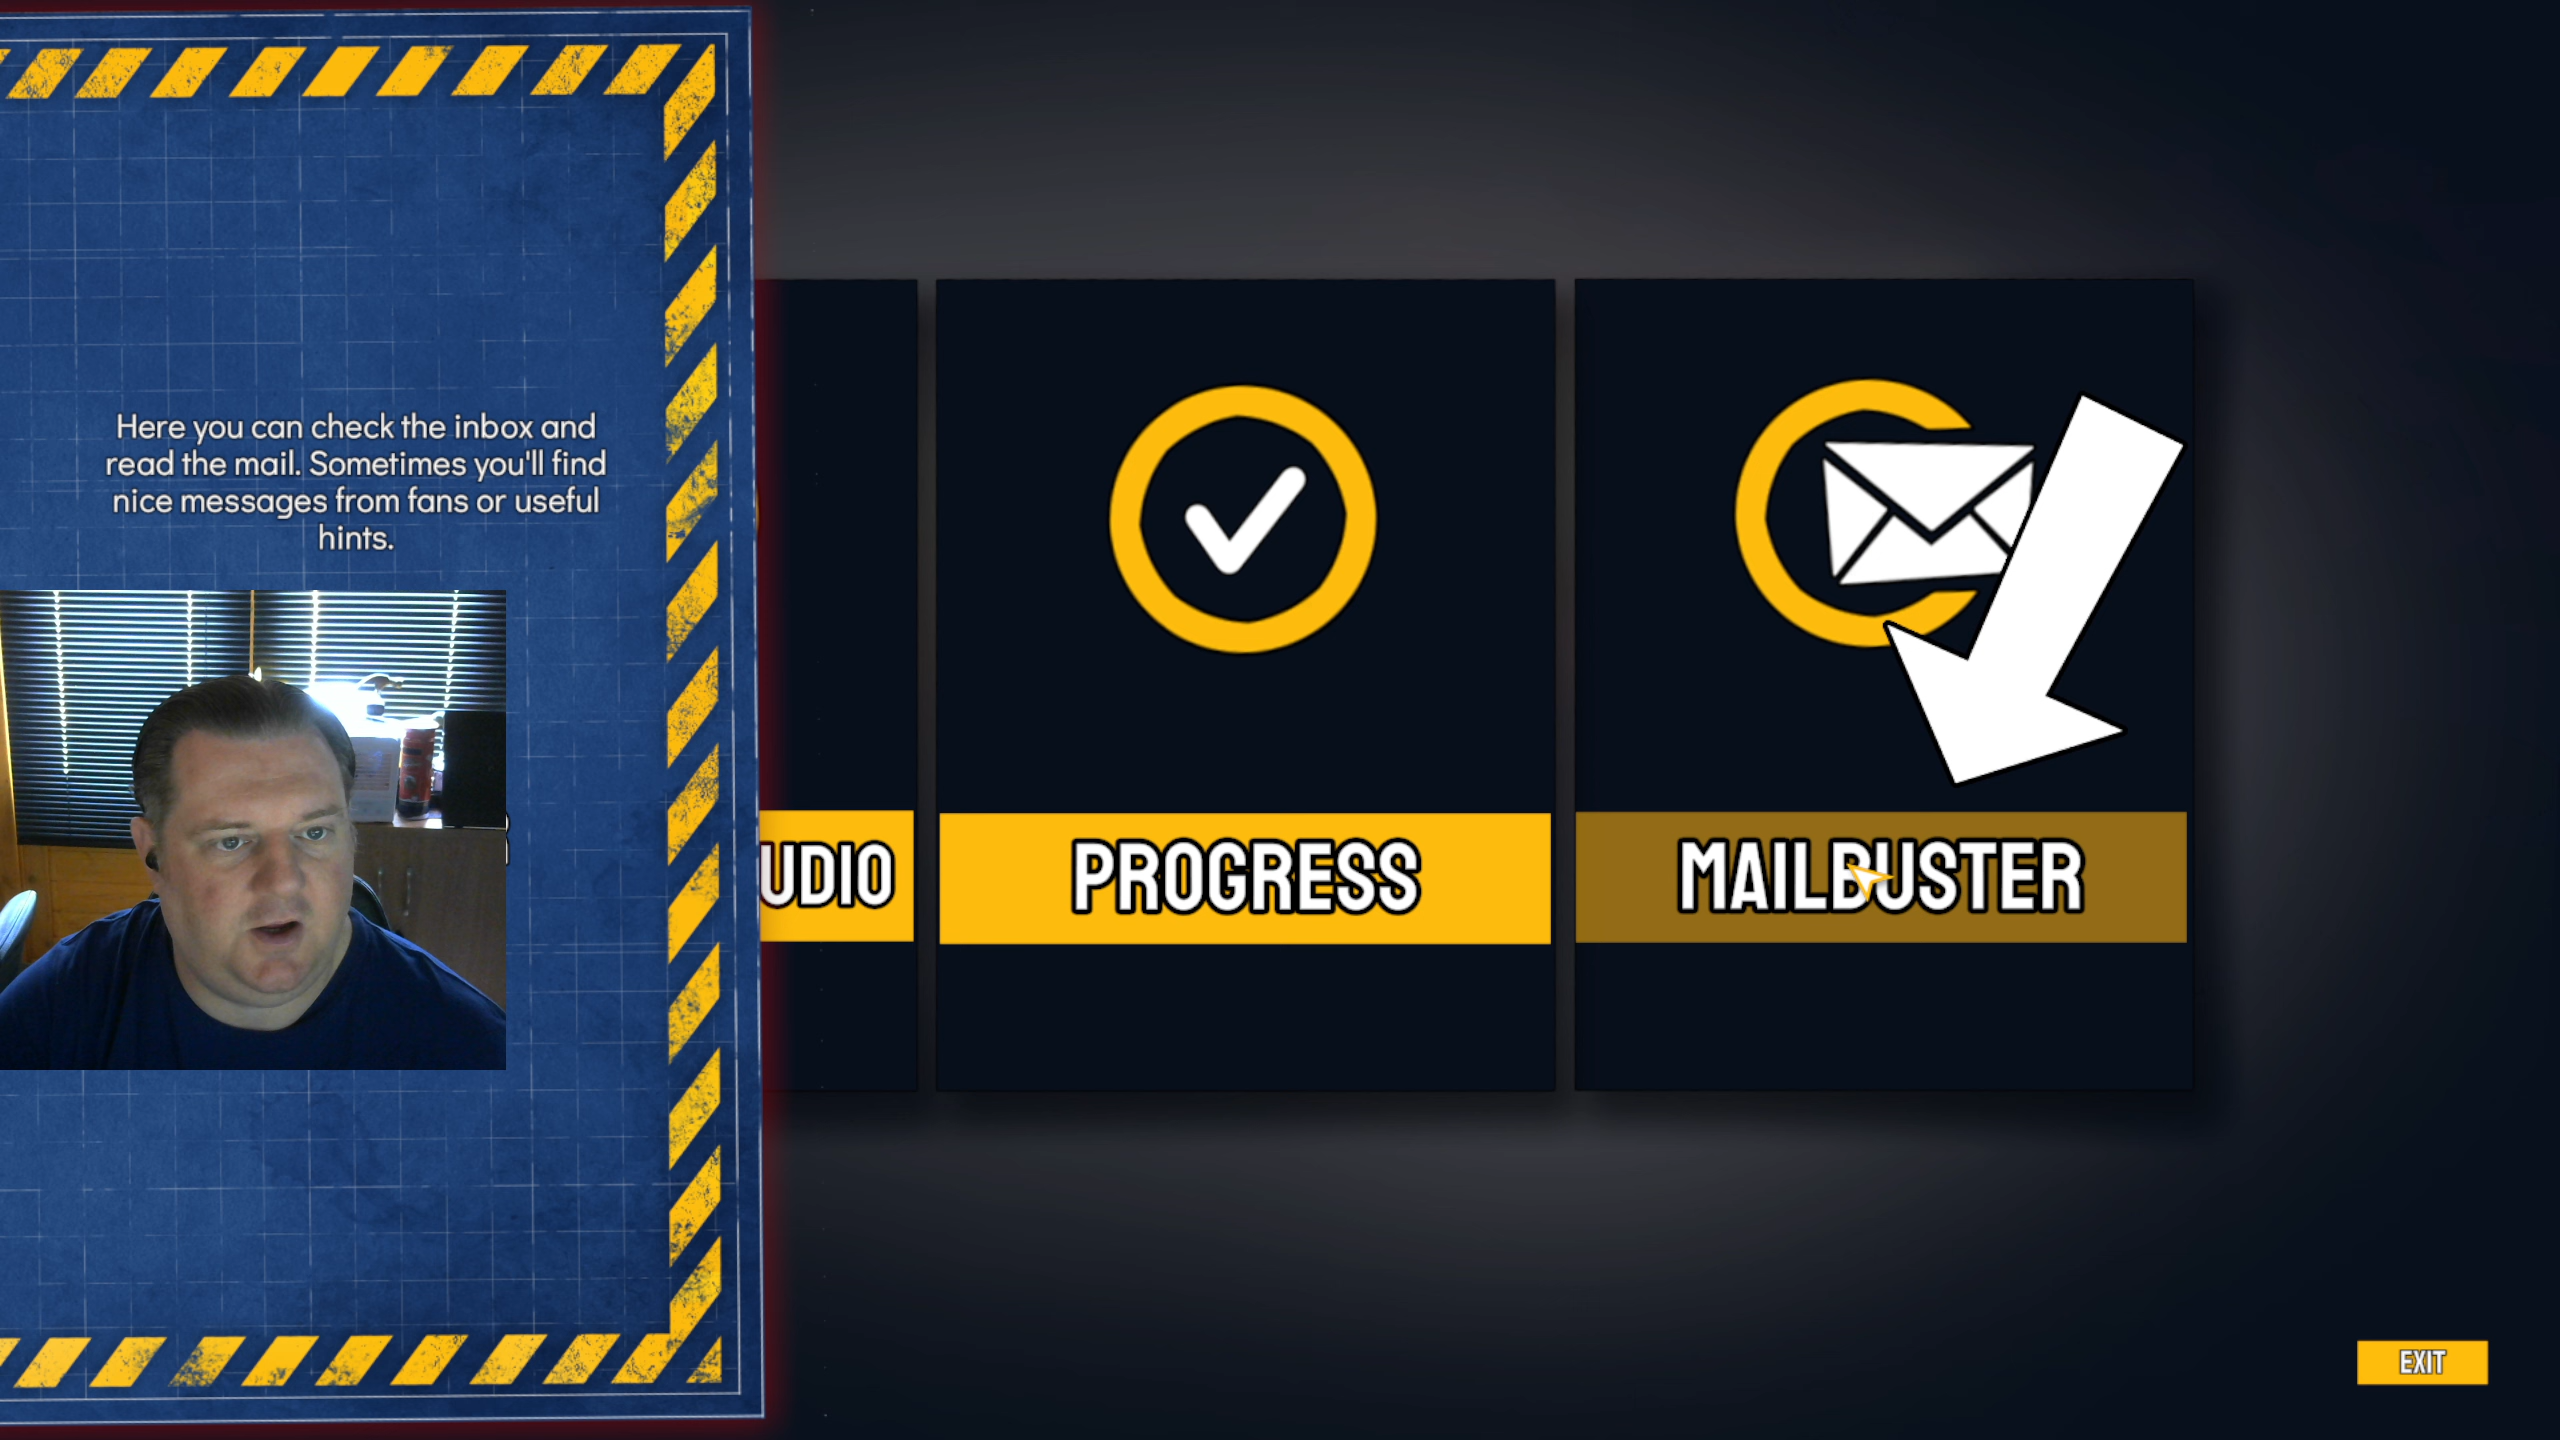 Here you can check the inbox and
read the mail. Sometimes you'll find
nice messages from fans or useful
hints.
UDIO
PROGRESS
MAILBUSTER
EXIT